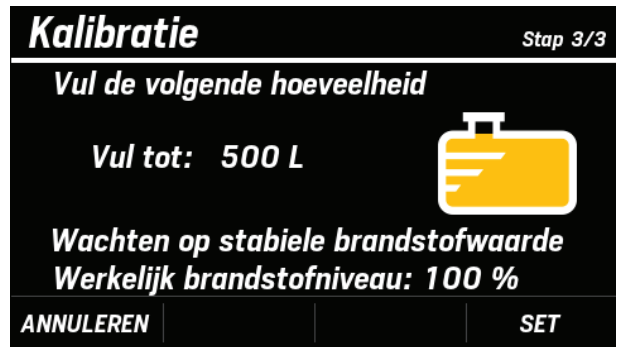 Kalibratie
Stap 3/3
Vul de volgende hoeveelheid
Vul tot: 500 L
Wachten op stabiele brandstofwaarde
Werkelijk brandstofniveau: 100 %
ANNULEREN
SET